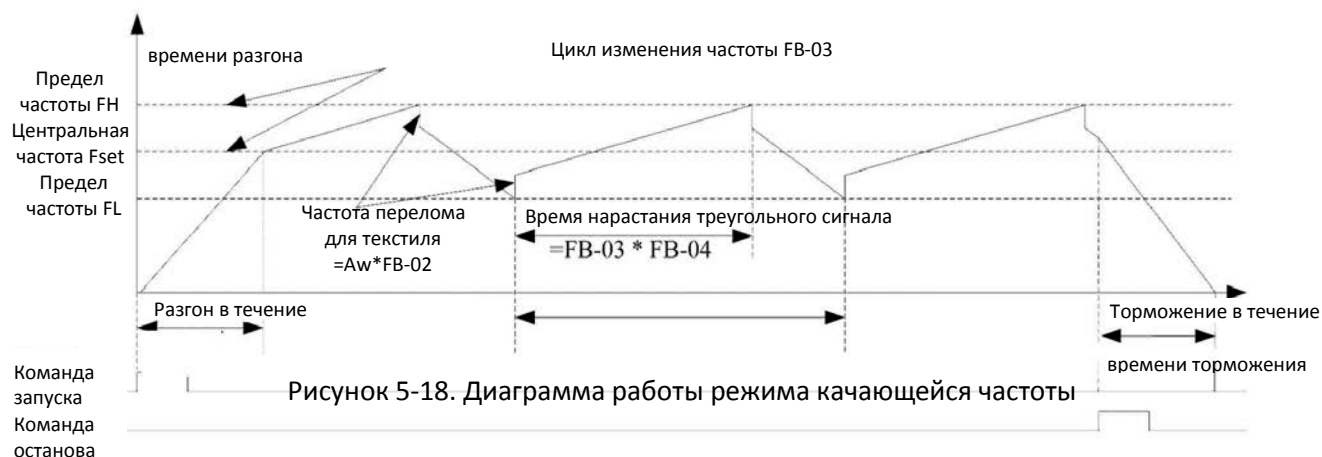 времени разгона
Цикл изменения частоты FB-03
Предел
частоты FH
Центральная
частота Fset
Предел
частоты FL
Частота перелома
для текстиля
=Aw*FB-02
Время нарастания треугольного сигнала
=FB-03 * FB-04
Разгон в течение
Торможение в течение
времени торможения
Команда
запуска
Рисунок 5-18. Диаграмма работы режима качающейся частоты
Команда
останова